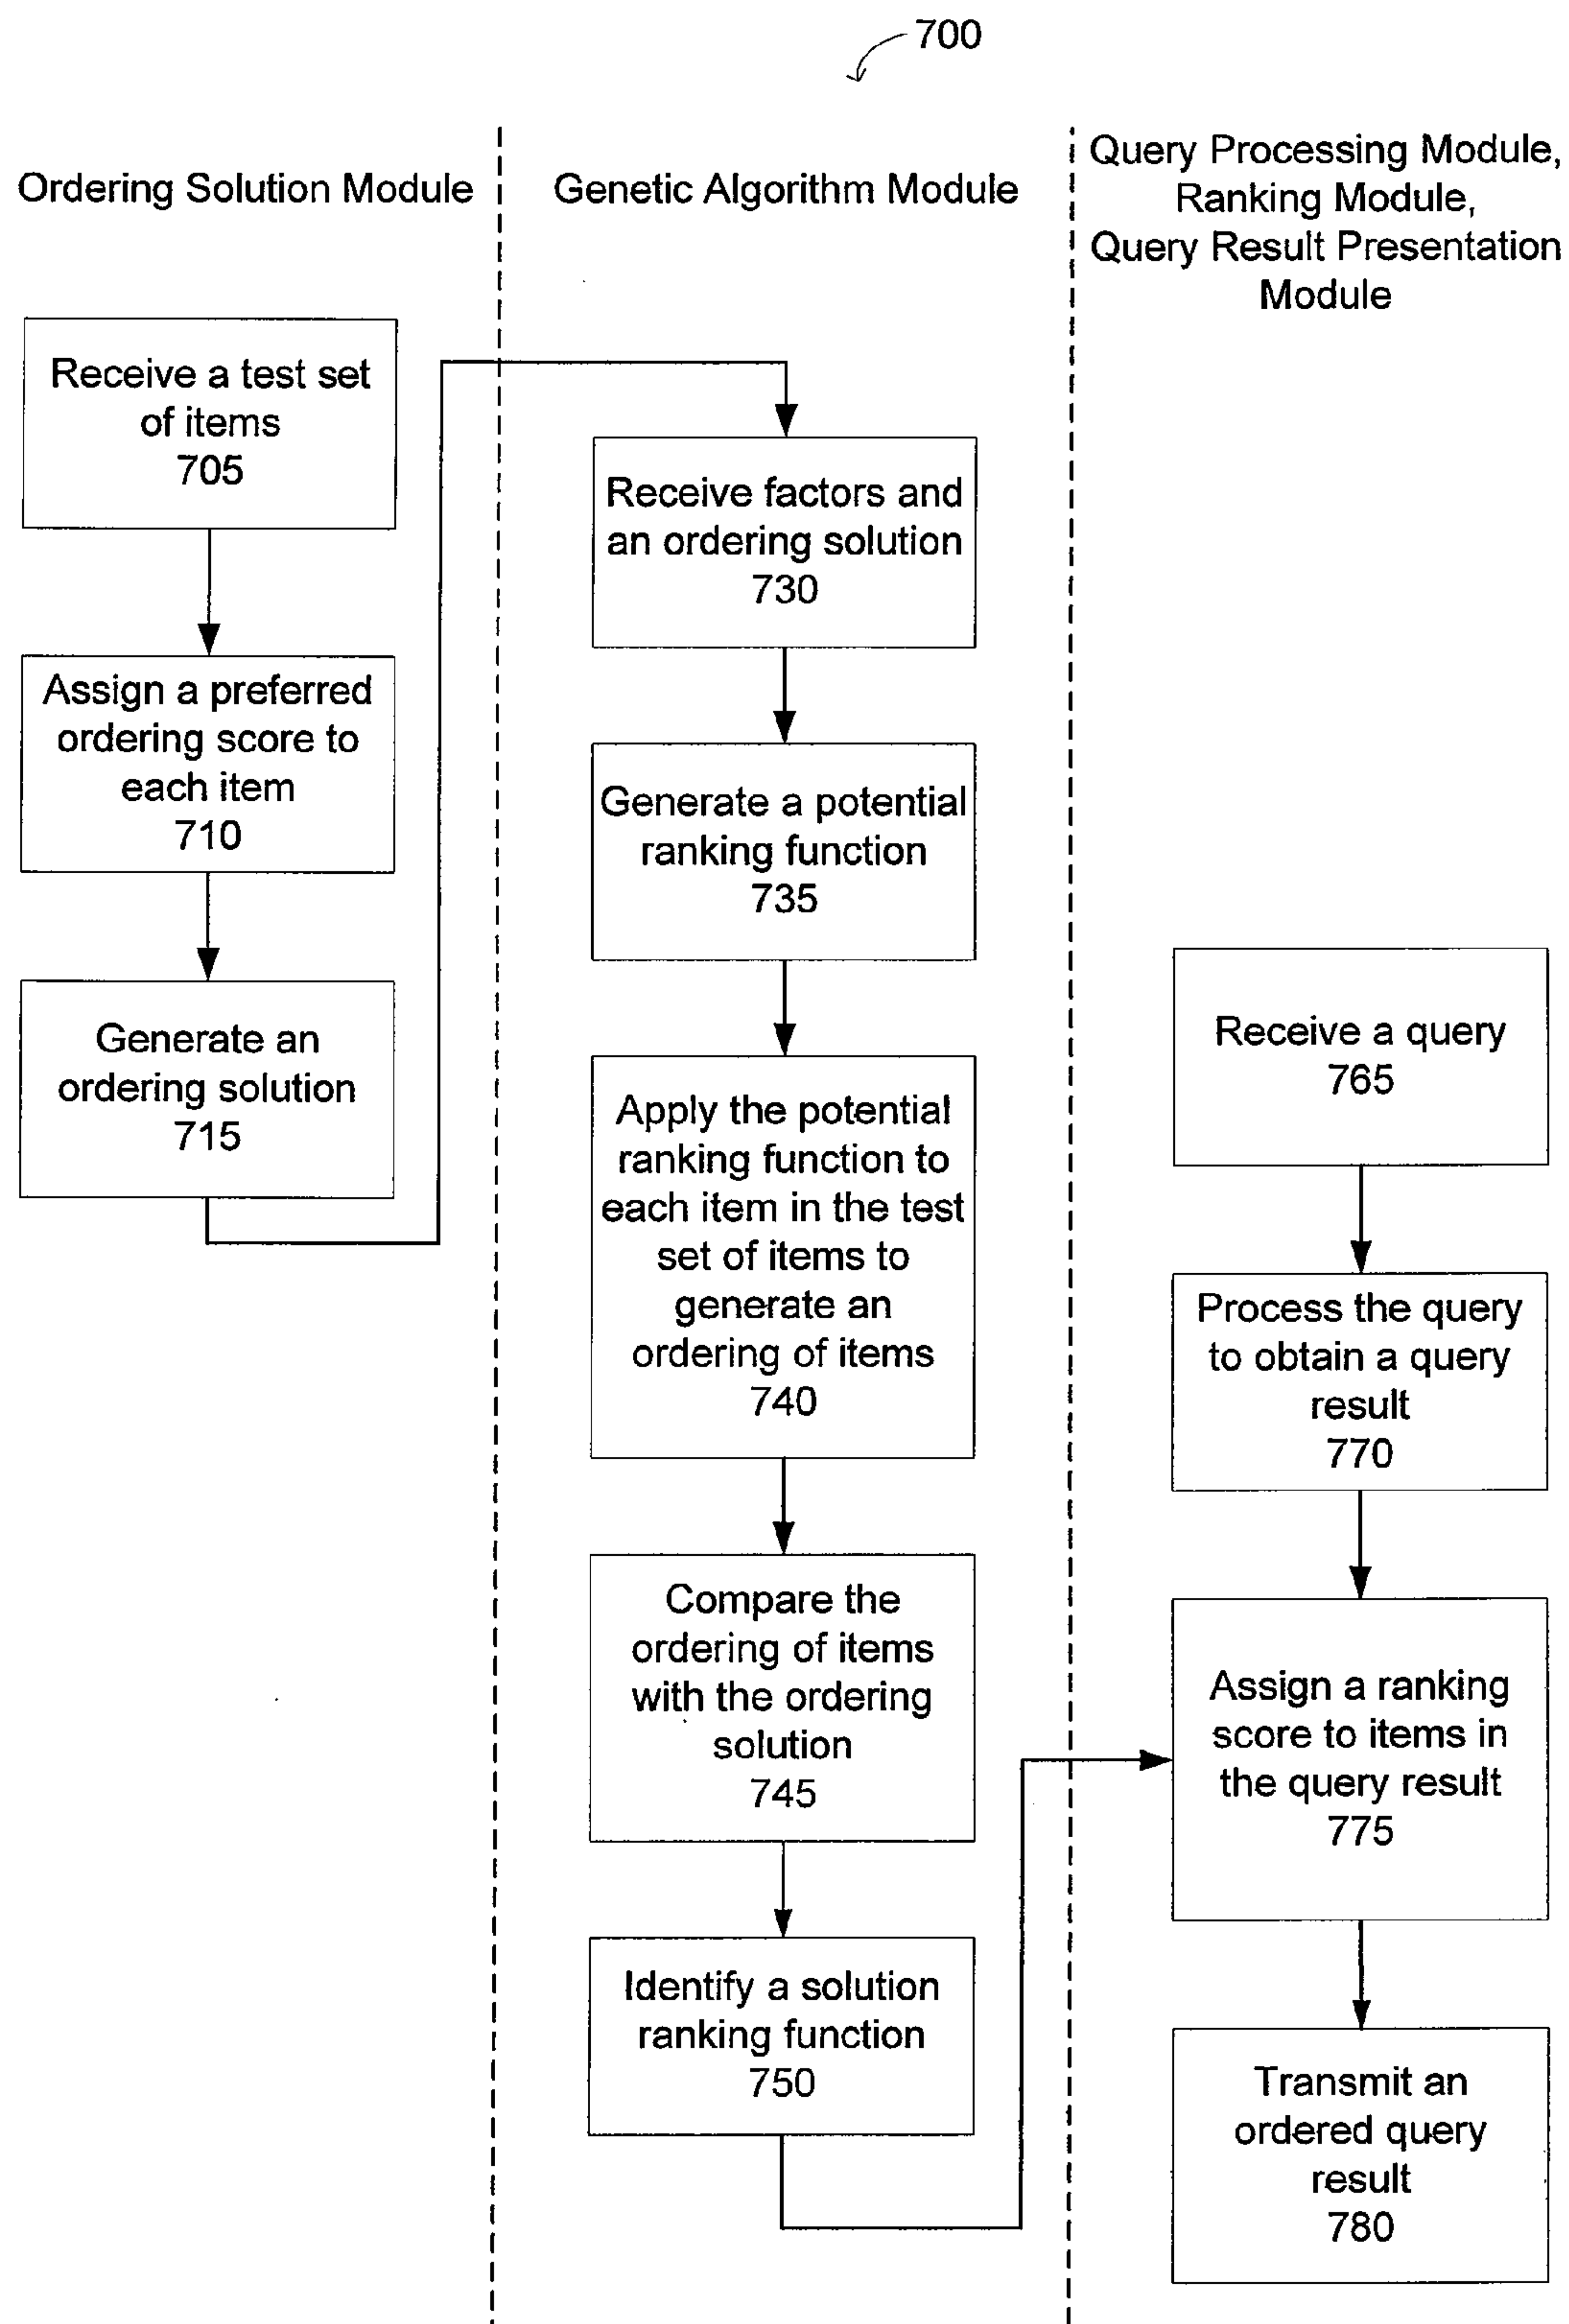 700
Ordering Solution Module
Genetic Algorithm Module
Query Processing Module,
Ranking Module,
Query Result Presentation
Module
Receive a test set
of items
705
Assign a preferred
ordering score to
each item
710
Generate an
ordering solution
715
Receive factors and
an ordering solution
730
Generate a potential
ranking function
735
Apply the potential
ranking function to
each item in the test
set of items to
generate an
ordering of items
740
Compare the
ordering of items
with the ordering
solution
745
Identify a solution
ranking function
750
Receive a query
765
Process the query
to obtain a query
result
770
Assign a ranking
score to items in
the query result
775
Transmit an
ordered query
result
780